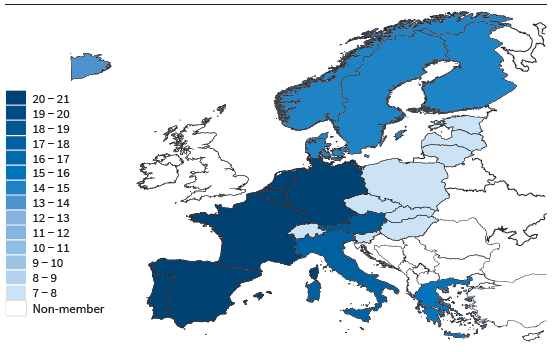 20 – 21
19 – 20
18 – 19
17 – 18
16 – 17
15 – 16
14 – 15
13 – 14
12 – 13
11 – 12
10 – 11
9 – 10
8 – 9
7 – 8
Non-member